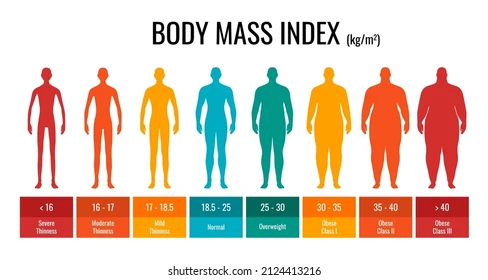 BODY MASS INDEX (kg/m²)
< 16
Severe
Thinness
16 - 17
Moderate
Thinness
17 - 18.5
Mild
Thinness
18.5 - 25
Normal
25 - 30
Overweight
30 - 35
Obese
Class I
35 - 40
Obese
Class II
> 40
Obese
Class III
shutterstock.com · 2124413216